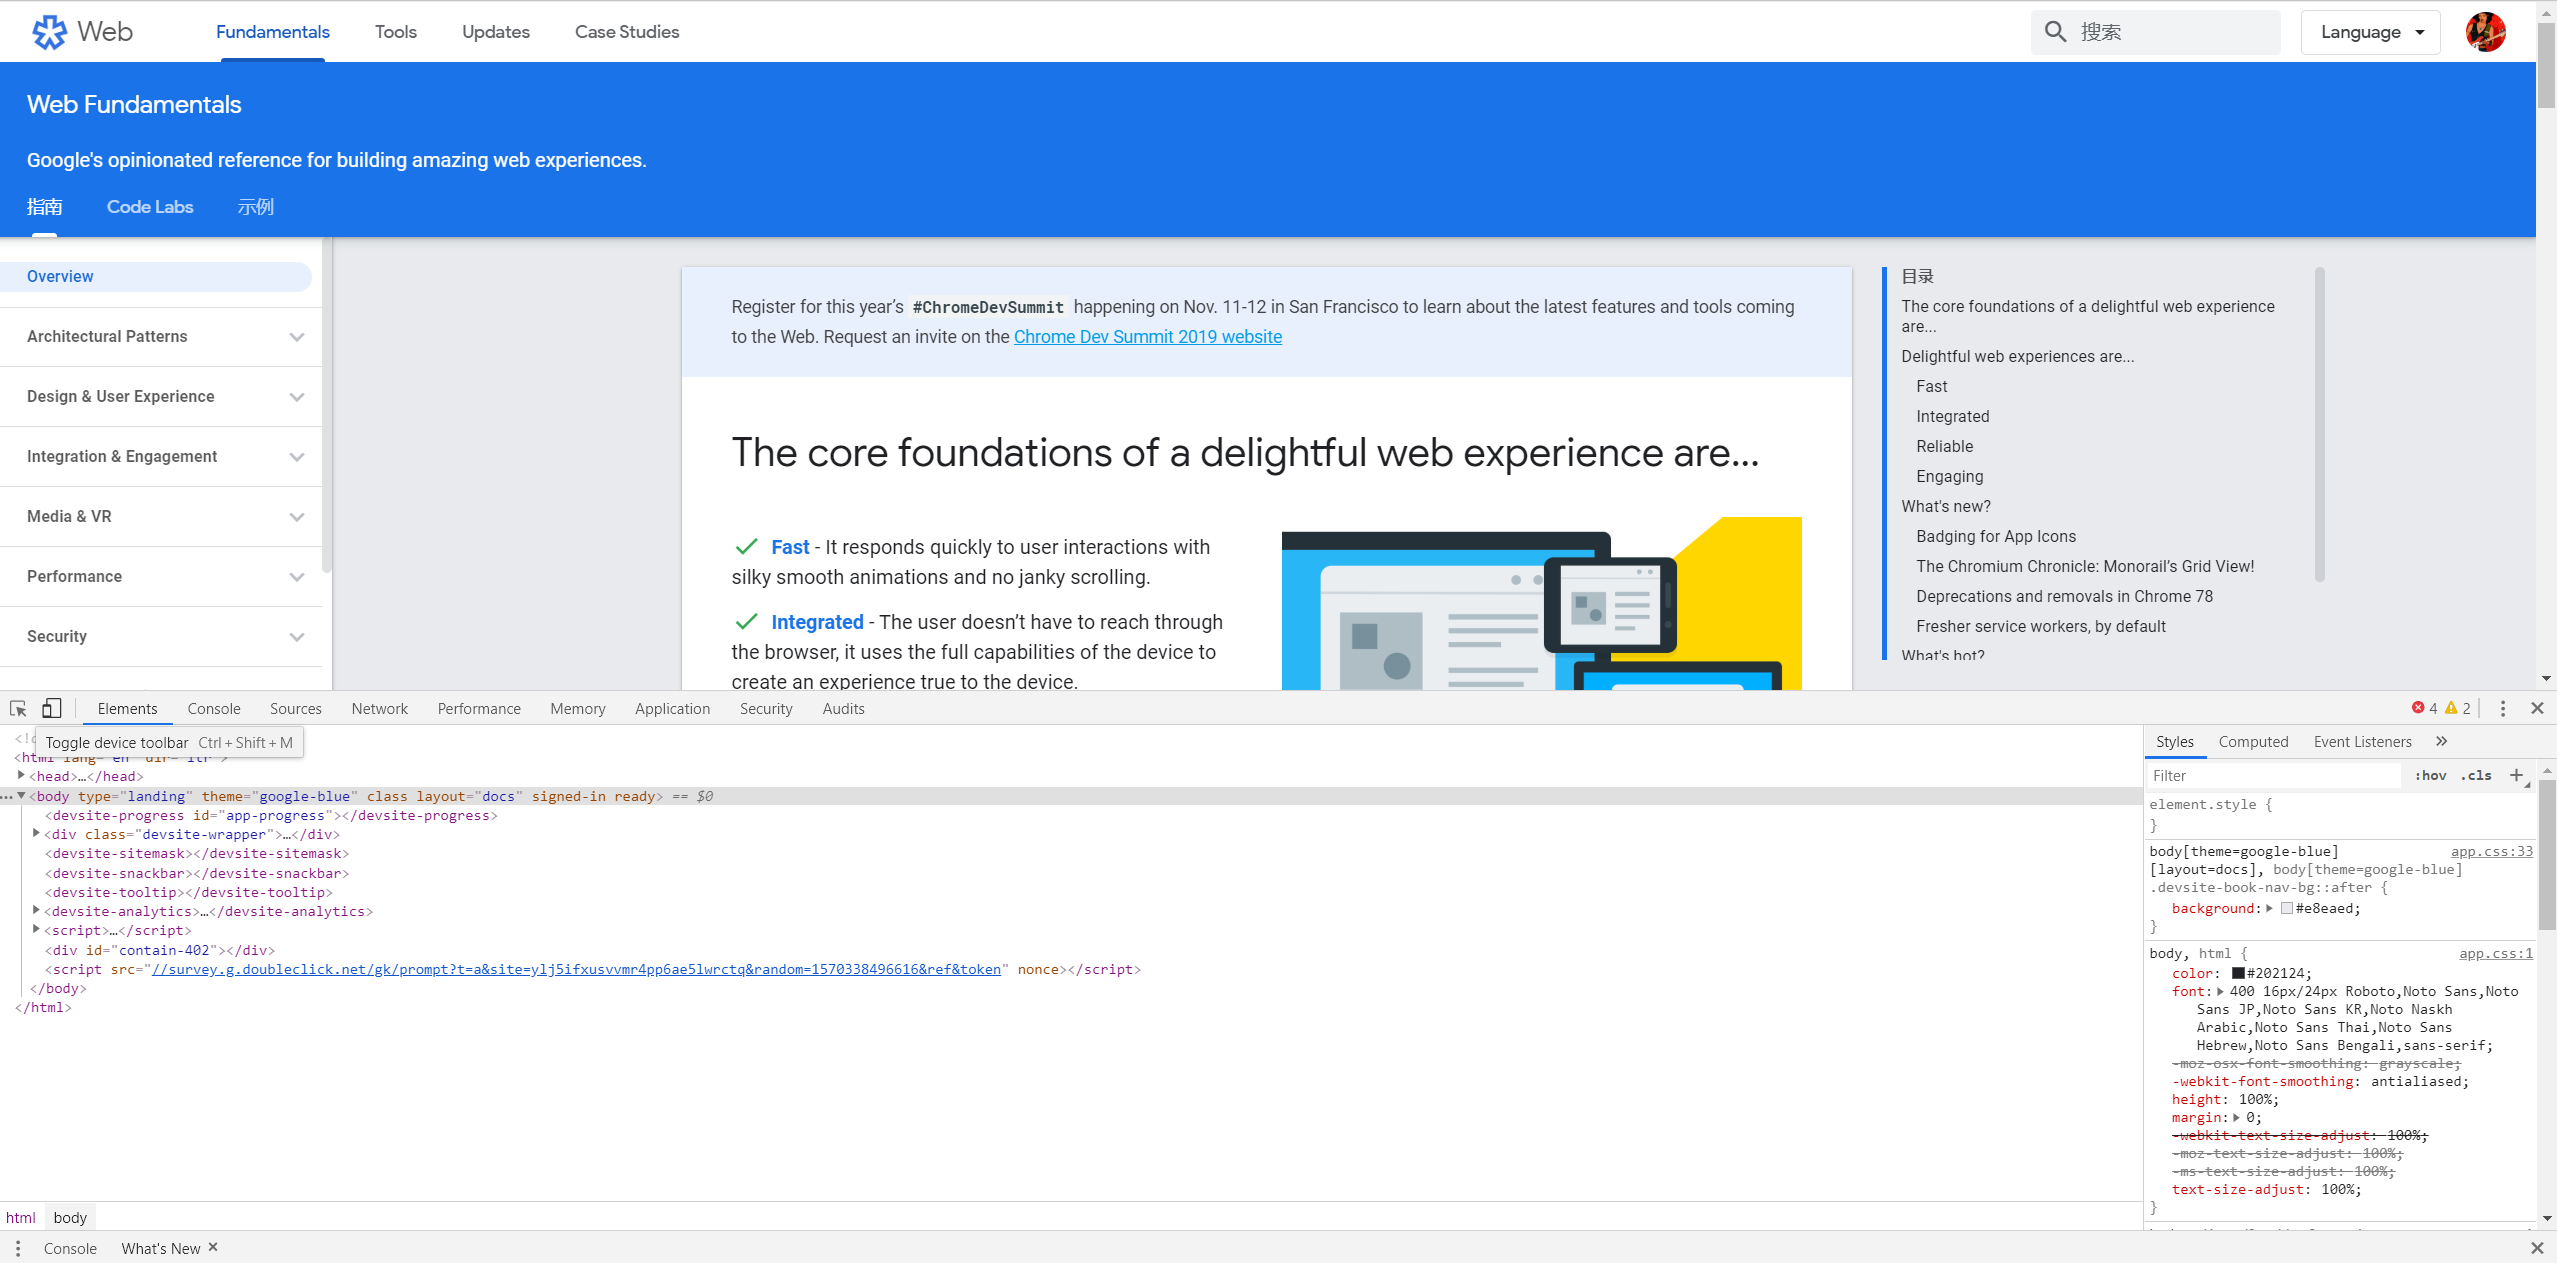 Web
Fundamentals
Tools
Updates
Case Studies
搜索
Language
Web Fundamentals
Google's opinionated reference for building amazing web experiences.
指南
Code Labs
示例
Overview
Architectural Patterns
Design & User Experience
Integration & Engagement
Media & VR
Performance
Security
Register for this year’s #ChromeDevSummit happening on Nov. 11-12 in San Francisco to learn about the latest features and tools coming
to the Web. Request an invite on the Chrome Dev Summit 2019 website
The core foundations of a delightful web experience are...
Fast - It responds quickly to user interactions with
silky smooth animations and no janky scrolling.
Integrated - The user doesn’t have to reach through
the browser, it uses the full capabilities of the device to
create an experience true to the device.
目录
The core foundations of a delightful web experience
are...
Delightful web experiences are...
Fast
Integrated
Reliable
Engaging
What's new?
Badging for App Icons
The Chromium Chronicle: Monorail’s Grid View!
Deprecations and removals in Chrome 78
Fresher service workers, by default
What's hot?
Elements
Console
Sources
Network
Performance
Memory
Application
Security
Audits
4
2
Toggle device toolbar Ctrl + Shift + M
<html lang="en" dir="ltr">
<head>…</head>
<body type="landing" theme="google-blue" class layout="docs" signed-in ready> == $0
<devsite-progress id="app-progress"></devsite-progress>
<div class="devsite-wrapper">…</div>
<devsite-sitemask></devsite-sitemask>
<devsite-snackbar></devsite-snackbar>
<devsite-tooltip></devsite-tooltip>
<devsite-analytics>…</devsite-analytics>
<script>…</script>
<div id="contain-402"></div>
<script src="//survey.g.doubleclick.net/gk/prompt?t=a&site=ylj5ifxusvvmr4pp6ae5lwrctq&random=1570338496616&ref&token" nonce></script>
</body>
</html>
html
body
Styles
Computed
Event Listeners
Filter
:hov
.cls
element.style {
}
body[theme=google-blue] app.css:33
[layout=docs], body[theme=google-blue]
.devsite-book-nav-bg::after {
background: #e8eaed;
}
body, html { app.css:1
color: #202124;
font: 400 16px/24px Roboto,Noto Sans,Noto
Sans JP,Noto Sans KR,Noto Naskh
Arabic,Noto Sans Thai,Noto Sans
Hebrew,Noto Sans Bengali,sans-serif;
-moz-osx-font-smoothing: grayscale;
-webkit-font-smoothing: antialiased;
height: 100%;
margin: 0;
-webkit-text-size-adjust: 100%;
-moz-text-size-adjust: 100%;
-ms-text-size-adjust: 100%;
text-size-adjust: 100%;
}
Console
What's New